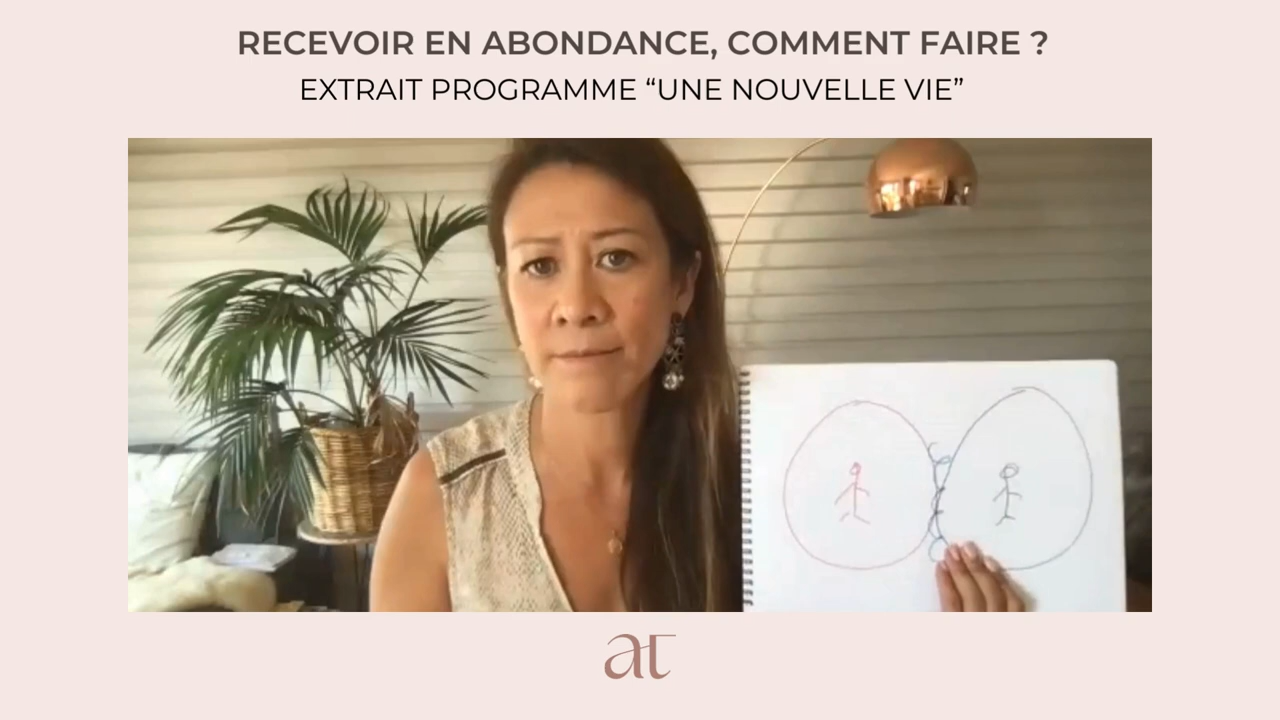 RECEVOIR EN ABONDANCE, COMMENT FAIRE ?
EXTRAIT PROGRAMME “UNE NOUVELLE VIE”
at